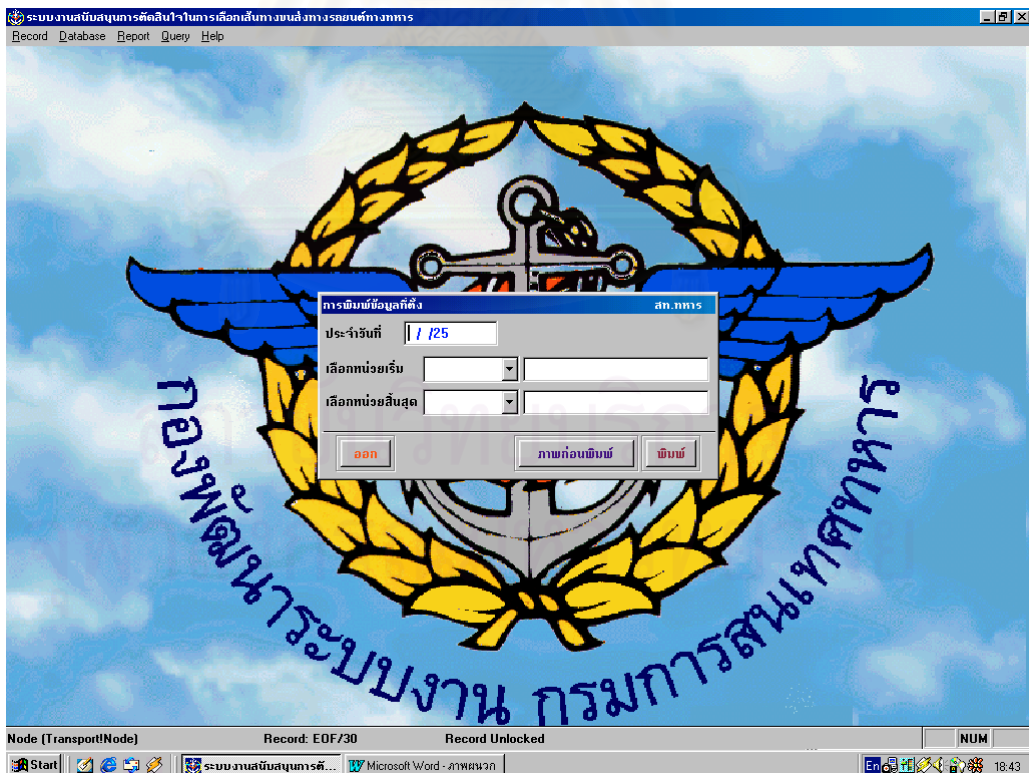 ระบบงานสนับสนุนการตัดสินใจในการเลือกเส้นทางขนส่งทางรถยนต์ทางทหาร
Record Database Report Query Help
การพิมพ์ข้อมูลที่ตั้ง สท.ทหาร
ประจำวันที่ / /25
เลือกหน่วยเริ่ม
เลือกหน่วยสิ้นสุด
ออก ภาพก่อนพิมพ์ พิมพ์
กองพัฒนาระบบงาน กรมการสนเทศทหาร
Node (Transport!Node) Record: EOF/30 Record Unlocked NUM
Start ระบบงานสนับสนุนการตั... Microsoft Word - ภาพผนวก En 18:43